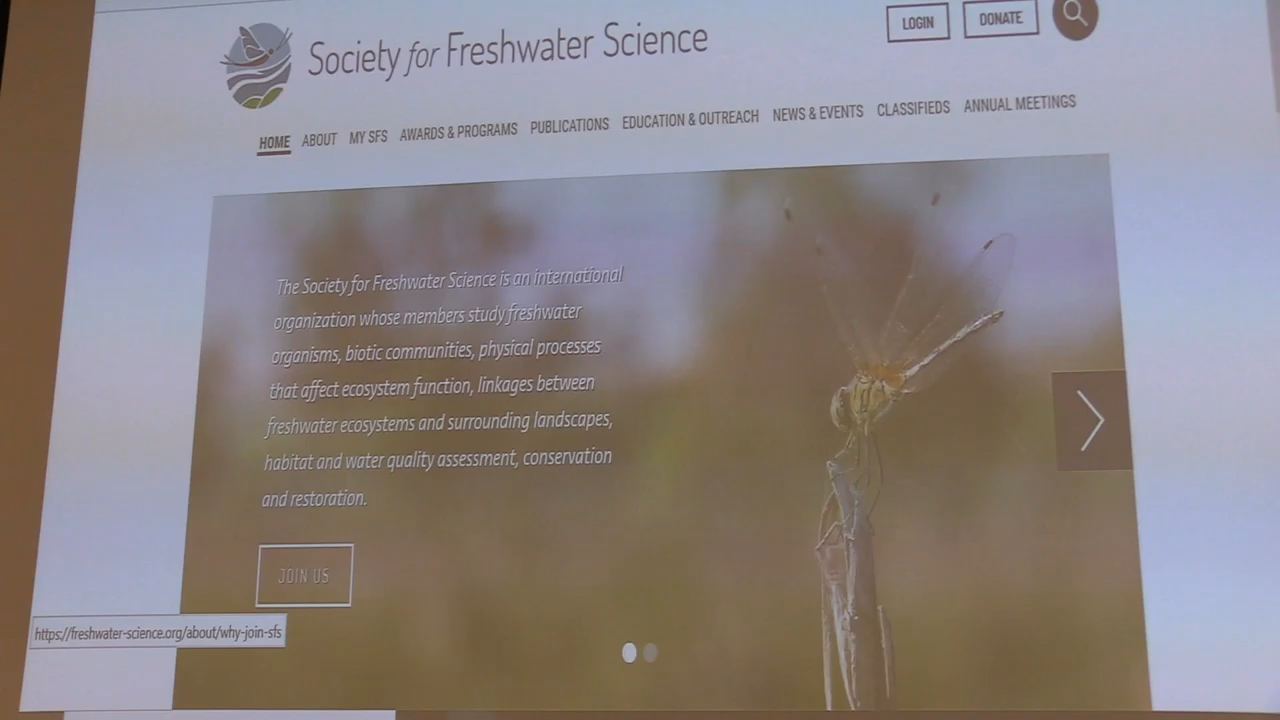 LOGIN
DONATE
Society for Freshwater Science
HOME ABOUT MY SFS AWARDS & PROGRAMS PUBLICATIONS EDUCATION & OUTREACH NEWS & EVENTS CLASSIFIEDS ANNUAL MEETINGS
The Society for Freshwater Science is an international
organization whose members study freshwater
organisms, biotic communities, physical processes
that affect ecosystem function, linkages between
freshwater ecosystems and surrounding landscapes,
habitat and water quality assessment, conservation
and restoration.
JOIN US
https://freshwater-science.org/about/why-join-sfs